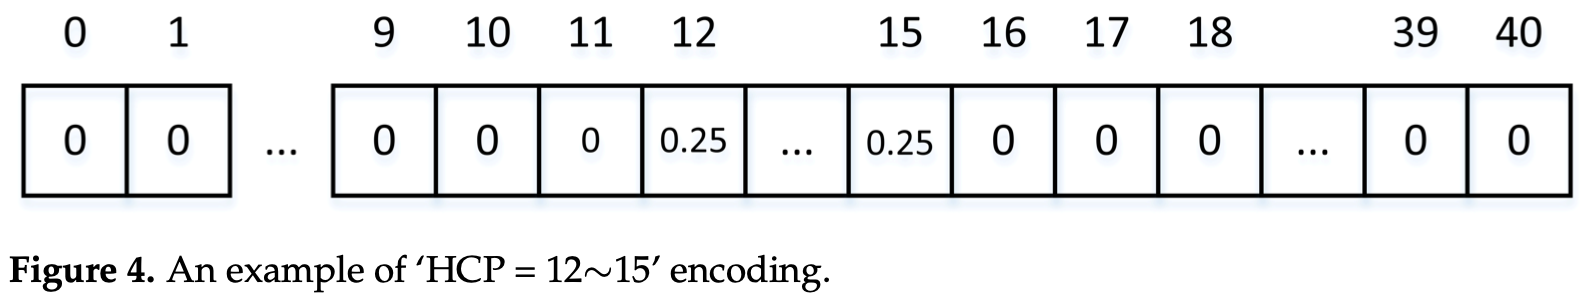 0 1 9 10 11 12 15 16 17 18 39 40
0 0 ... 0 0 0 0.25 ... 0.25 0 0 0 ... 0 0
Figure 4. An example of ‘HCP = 12∼15’ encoding.